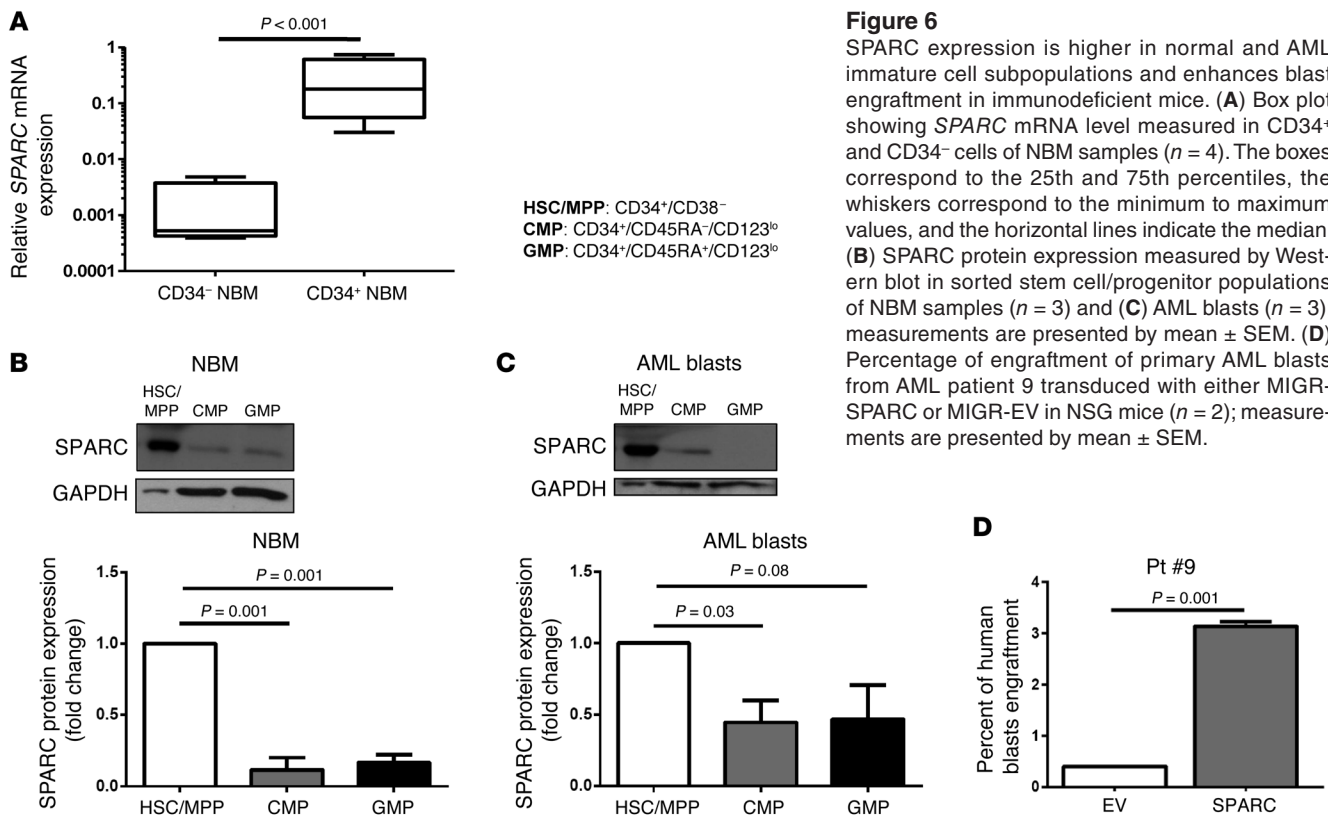 A
P < 0.001
Relative SPARC mRNA
expression
1
0.1
0.01
0.001
0.0001
CD34⁻ NBM
CD34⁺ NBM
HSC/MPP: CD34⁺/CD38⁻
CMP: CD34⁺/CD45RA⁻/CD123ˡᵒ
GMP: CD34⁺/CD45RA⁺/CD123ˡᵒ
Figure 6
SPARC expression is higher in normal and AML
immature cell subpopulations and enhances blast
engraftment in immunodeficient mice. (A) Box plot
showing SPARC mRNA level measured in CD34⁺
and CD34⁻ cells of NBM samples (n = 4). The boxes
correspond to the 25th and 75th percentiles, the
whiskers correspond to the minimum to maximum
values, and the horizontal lines indicate the median
(B) SPARC protein expression measured by West-
ern blot in sorted stem cell/progenitor populations
of NBM samples (n = 3) and (C) AML blasts (n = 3)
measurements are presented by mean ± SEM. (D)
Percentage of engraftment of primary AML blasts
from AML patient 9 transduced with either MIGR-
SPARC or MIGR-EV in NSG mice (n = 2); measure-
ments are presented by mean ± SEM.
B
NBM
HSC/
MPP
CMP
GMP
SPARC
GAPDH
NBM
SPARC protein expression
(fold change)
1.5
1.0
0.5
0.0
P = 0.001
P = 0.001
HSC/MPP
CMP
GMP
C
AML blasts
HSC/
MPP
CMP
GMP
SPARC
GAPDH
AML blasts
SPARC protein expression
(fold change)
1.5
1.0
0.5
0.0
P = 0.08
P = 0.03
HSC/MPP
CMP
GMP
D
Pt #9
P = 0.001
Percent of human
blasts engraftment
4
3
2
1
0
EV
SPARC